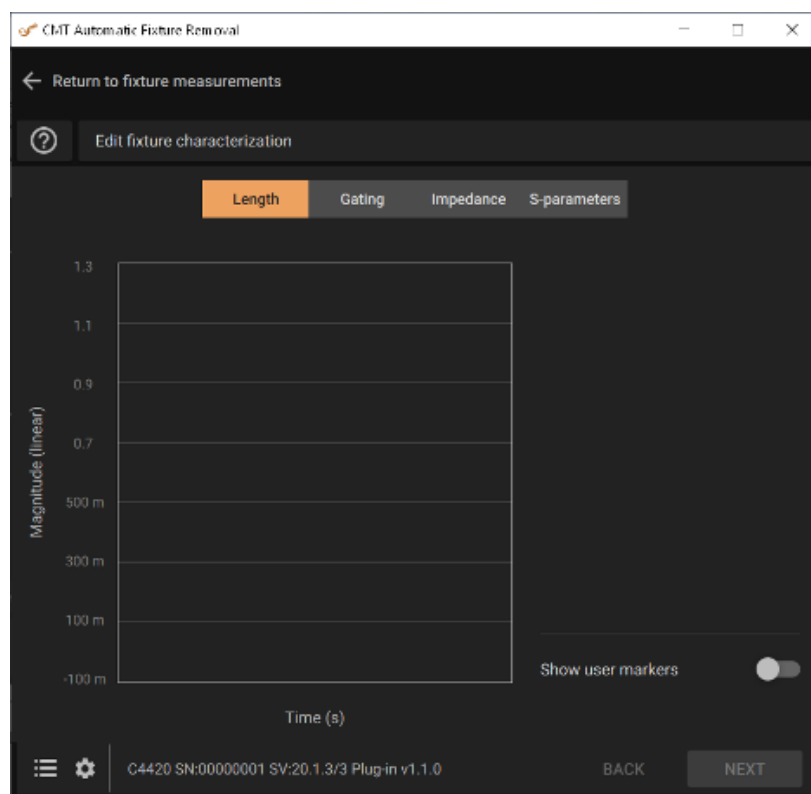 CMT Automatic Fixture Removal
Return to fixture measurements
Edit fixture characterization
Length Gating Impedance S-parameters
1.3
1.1
0.9
0.7
500 m
300 m
100 m
-100 m
Magnitude (linear)
Time (s)
Show user markers
C4420 SN:00000001 SV:20.1.3/3 Plug-in v1.1.0
BACK NEXT